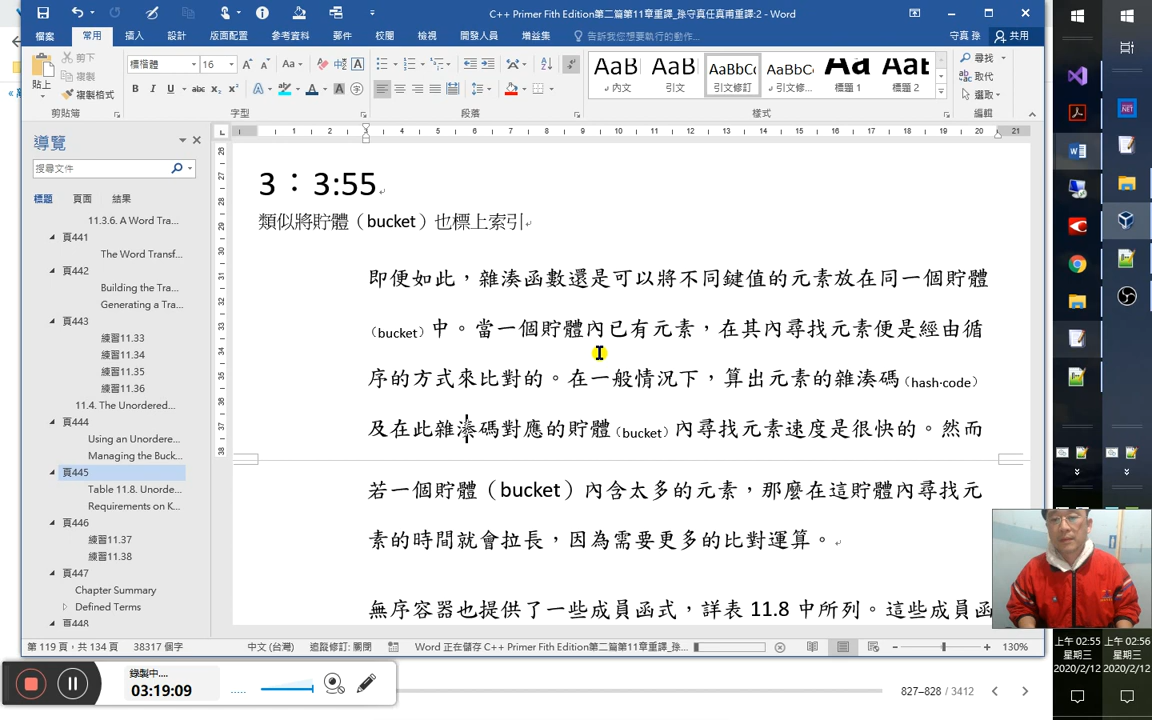 C++ Primer Fifth Edition第二篇第11章重譯_孫守真任真甫重譯:2 - Word
檔案
常用
插入
設計
版面配置
參考資料
郵件
校閱
檢視
開發人員
增益集
告訴我您想要執行的動作...
守真 孫
共用
貼上
剪下
複製
複製格式
剪貼簿
標楷體
16
字型
段落
AaB
內文
AaB
引文
AaBbCc
引文修訂
AaBbC
引文修...
Aa
標題 1
Aat
標題 2
樣式
尋找
取代
選取
編輯
導覽
搜尋文件
標題
頁面
結果
11.3.6. A Word Tra...
頁441
The Word Transf...
頁442
Building the Tra...
Generating a Tra...
頁443
練習11.33
練習11.34
練習11.35
練習11.36
11.4. The Unordered...
頁444
Using an Unordere...
Managing the Buck...
頁445
Table 11.8. Unorde...
Requirements on K...
頁446
練習11.37
練習11.38
頁447
Chapter Summary
Defined Terms
頁448
3：3:55
類似將貯體（bucket）也標上索引
即便如此，雜湊函數還是可以將不同鍵值的元素放在同一個貯體
（bucket）中。當一個貯體內已有元素，在其內尋找元素便是經由循
序的方式來比對的。在一般情況下，算出元素的雜湊碼（hash·code）
及在此雜湊碼對應的貯體（bucket）內尋找元素速度是很快的。然而
若一個貯體（bucket）內含太多的元素，那麼在這貯體內尋找元
素的時間就會拉長，因為需要更多的比對運算。
無序容器也提供了一些成員函式，詳表 11.8 中所列。這些成員函
第 119 頁，共 134 頁
38317 個字
中文 (台灣)
追蹤修訂: 關閉
Word 正在儲存 C++ Primer Fifth Edition第二篇第11章重譯_孫...
130%
錄製中....
03:19:09
827–828 / 3412
上午 02:55
星期三
2020/2/12
上午 02:56
星期三
2020/2/12